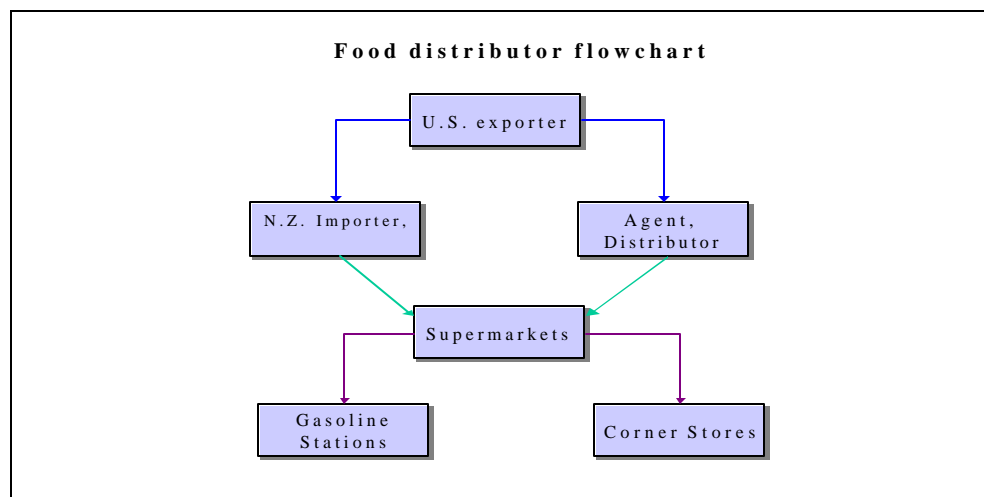 Food distributor flowchart
U.S. exporter
N.Z. Importer,
Agent,
Distributor
Supermarkets
Gasoline
Stations
Corner Stores